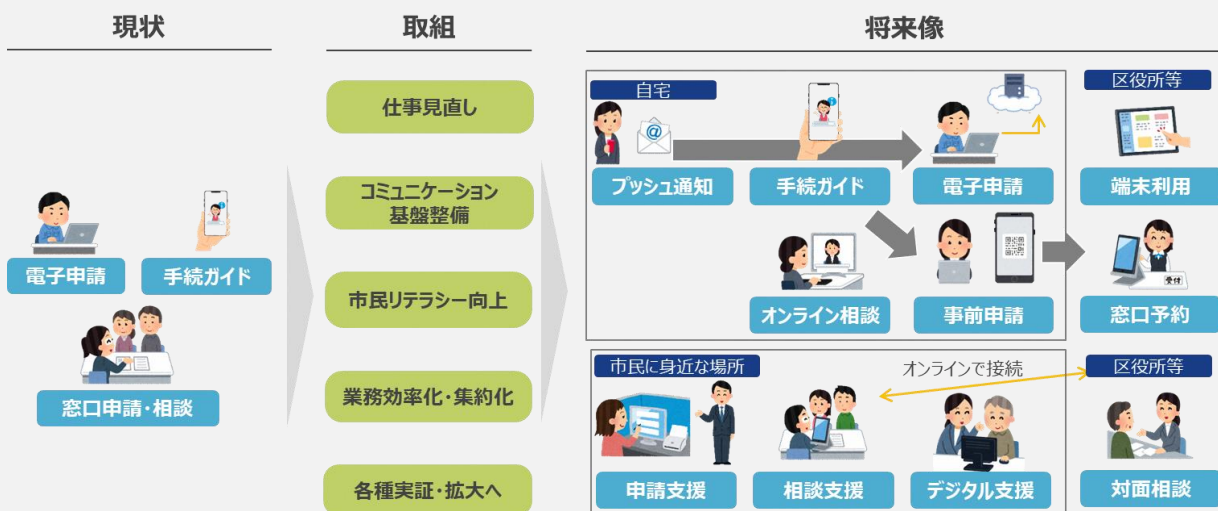 現状
電子申請
手続ガイド
窓口申請・相談
取組
仕事見直し
コミュニケーション
基盤整備
市民リテラシー向上
業務効率化・集約化
各種実証・拡大へ
将来像
自宅
@
プッシュ通知
手続ガイド
電子申請
オンライン相談
事前申請
区役所等
端末利用
受付
窓口予約
市民に身近な場所
オンラインで接続
申請支援
相談支援
デジタル支援
区役所等
対面相談